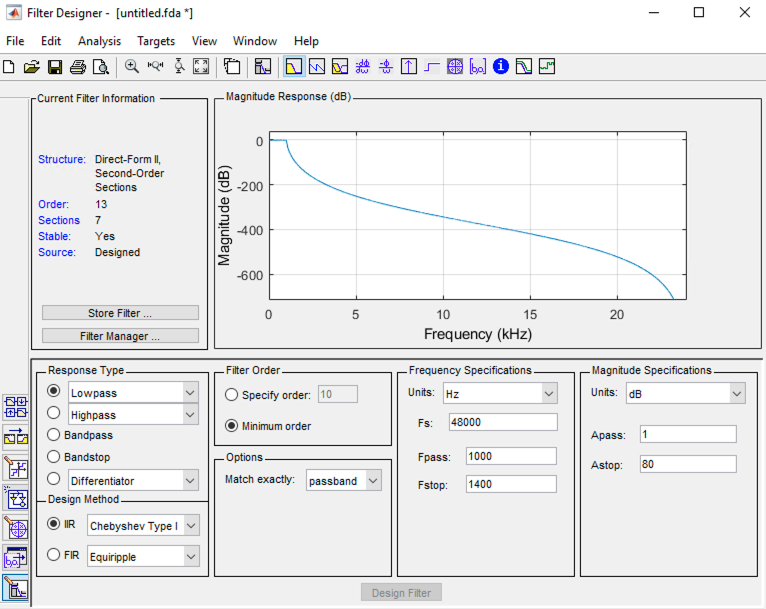 Filter Designer - [untitled.fda *]
File Edit Analysis Targets View Window Help
Current Filter Information
Structure: Direct-Form II,
Second-Order
Sections
Order: 13
Sections 7
Stable: Yes
Source: Designed
Store Filter ...
Filter Manager ...
Magnitude Response (dB)
Magnitude (dB)
0
-200
-400
-600
0 5 10 15 20
Frequency (kHz)
Response Type
Lowpass
Highpass
Bandpass
Bandstop
Differentiator
Design Method
IIR Chebyshev Type I
FIR Equiripple
Filter Order
Specify order: 10
Minimum order
Options
Match exactly: passband
Frequency Specifications
Units: Hz
Fs: 48000
Fpass: 1000
Fstop: 1400
Magnitude Specifications
Units: dB
Apass: 1
Astop: 80
Design Filter